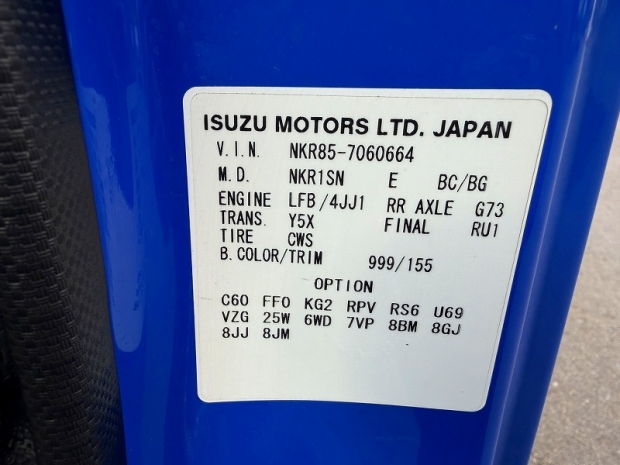 ISUZU MOTORS LTD. JAPAN
V.I.N. NKR85-7060664
M.D. NKR1SN E BC/BG
ENGINE LFB/4JJ1 RR AXLE G73
TRANS. Y5X FINAL RU1
TIRE CWS
B.COLOR/TRIM 999/155
OPTION
C60 FF0 KG2 RPV RS6 U69
VZG 25W 6WD 7VP 8BM 8GJ
8JJ 8JM